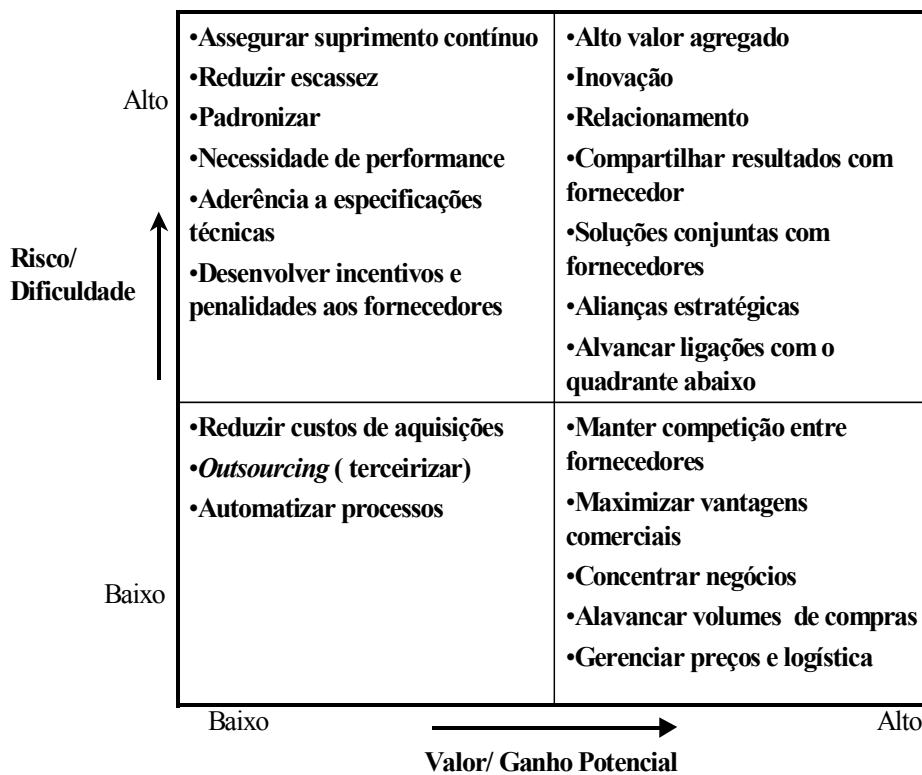 •Assegurar suprimento contínuo
•Reduzir escassez
•Padronizar
•Necessidade de performance
•Aderência a especificações
técnicas
•Desenvolver incentivos e
penalidades aos fornecedores
•Alto valor agregado
•Inovação
•Relacionamento
•Compartilhar resultados com
fornecedor
•Soluções conjuntas com
fornecedores
•Alianças estratégicas
•Alvancar ligações com o
quadrante abaixo
Alto
Risco/
Dificuldade
•Reduzir custos de aquisições
•Outsourcing ( terceirizar)
•Automatizar processos
•Manter competição entre
fornecedores
•Maximizar vantagens
comerciais
•Concentrar negócios
•Alavancar volumes de compras
•Gerenciar preços e logística
Baixo
Baixo
Alto
Valor/ Ganho Potencial